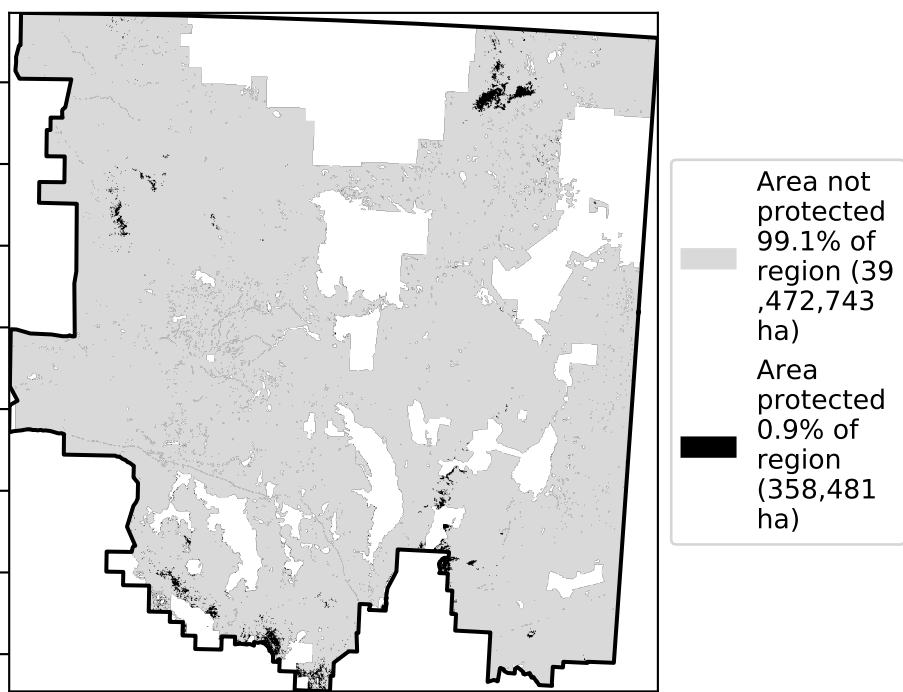 Area not
protected
99.1% of
region (39
,472,743
ha)
Area
protected
0.9% of
region
(358,481
ha)